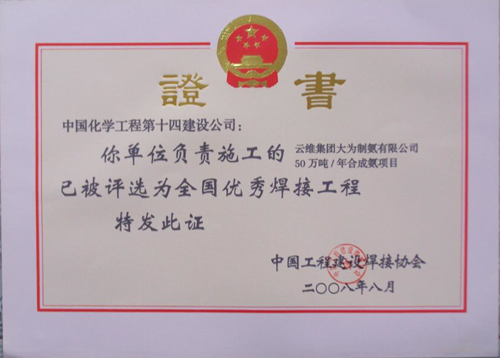 證書
中国化学工程第十四建设公司：
你单位负责施工的 云维集团大为制氨有限公司
50万吨/年合成氨项目
已被评选为全国优秀焊接工程
特发此证
中国工程建设焊接协会
二〇〇八年八月